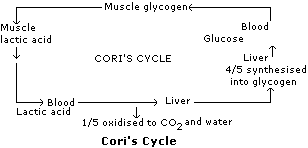 Muscle glycogen
Muscle
lactic acid
Blood
Glucose
CORI'S CYCLE
Liver
4/5 synthesised
into glycogen
Blood
Lactic acid
Liver
1/5 oxidised to CO2 and water
Cori's Cycle